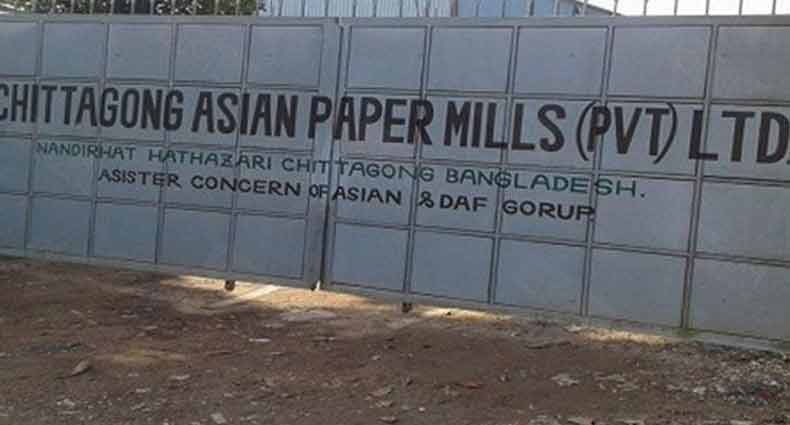 CHITTAGONG ASIAN PAPER MILLS (PVT) LTD.
NANDIRHAT HATHAZARI CHITTAGONG BANGLADESH.
ASISTER CONCERN OF ASIAN & DAF GORUP